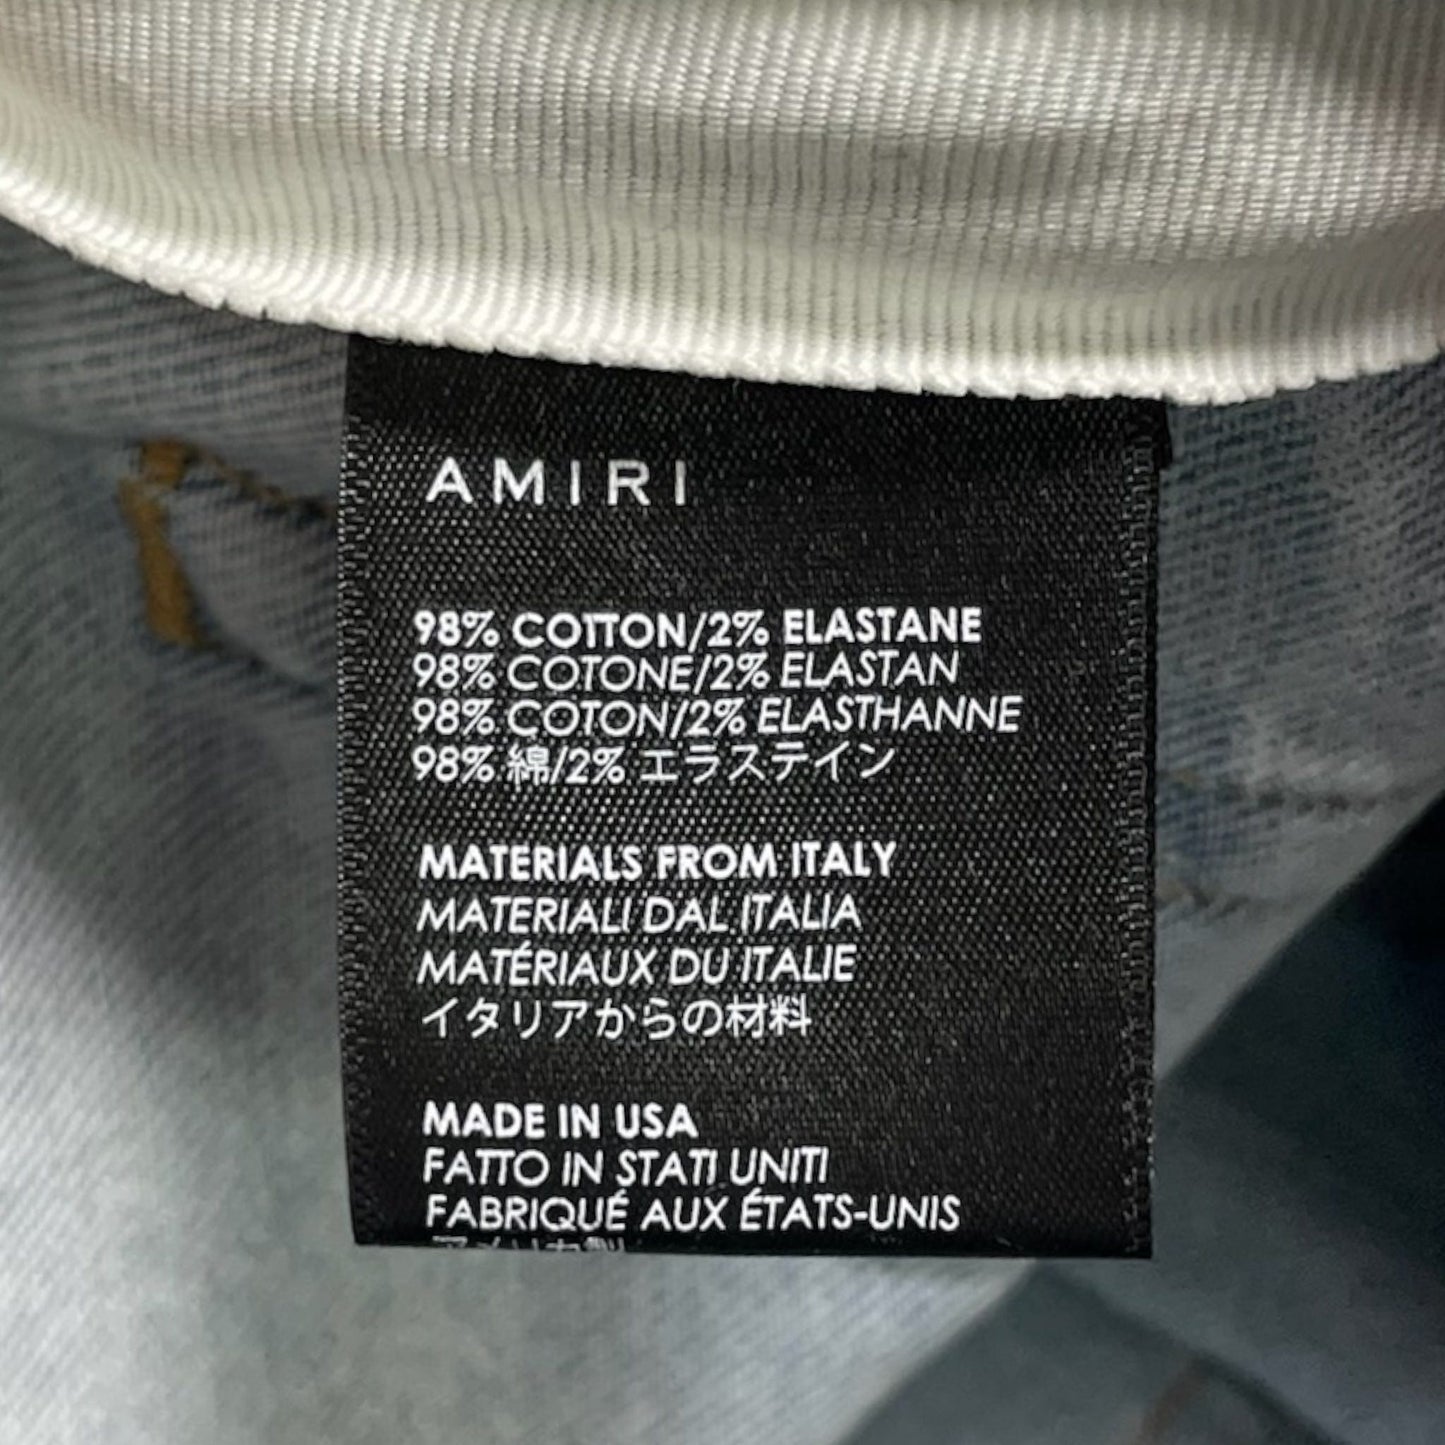 AMIRI
98% COTTON/2% ELASTANE
98% COTONE/2% ELASTAN
98% COTON/2% ELASTHANNE
98% 綿/2% エラステイン
MATERIALS FROM ITALY
MATERIALI DAL ITALIA
MATÉRIAUX DU ITALIE
イタリアからの材料
MADE IN USA
FATTO IN STATI UNITI
FABRIQUÉ AUX ÉTATS-UNIS